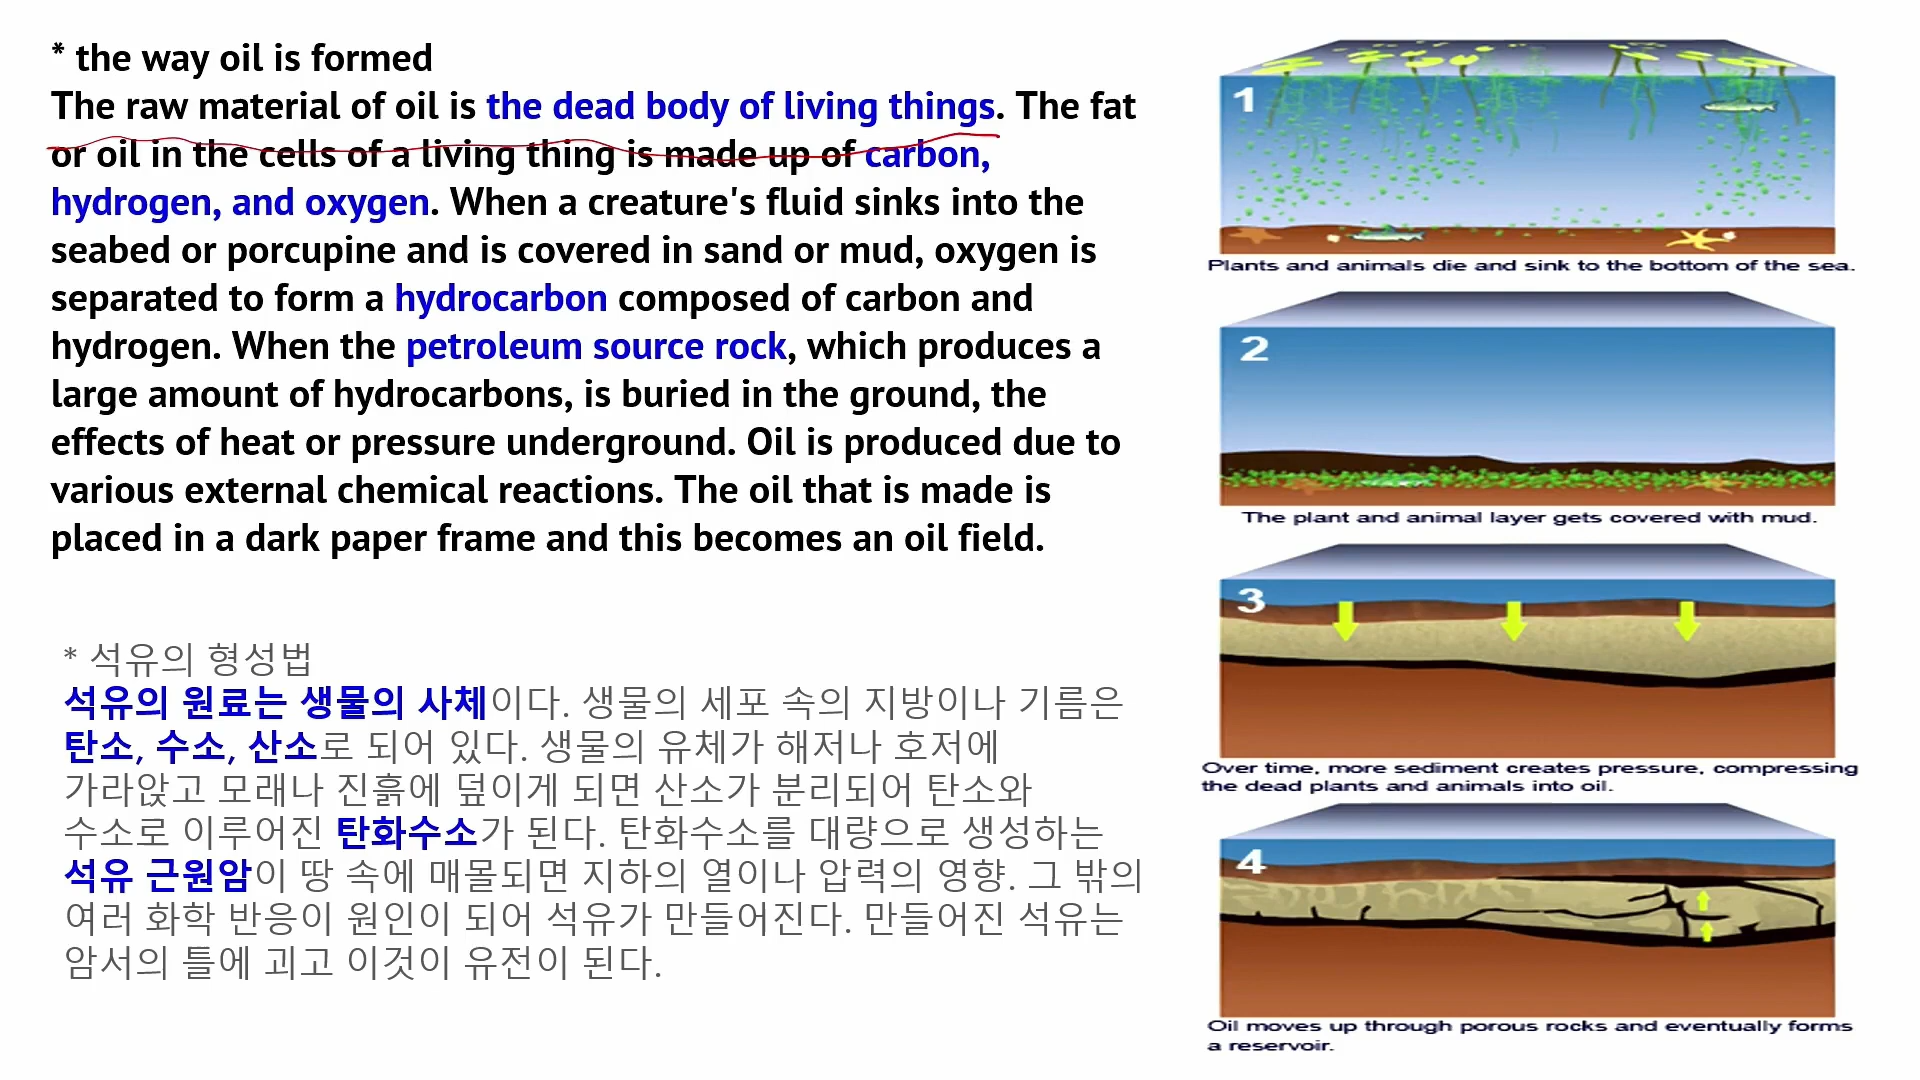 * the way oil is formed
The raw material of oil is the dead body of living things. The fat
or oil in the cells of a living thing is made up of carbon,
hydrogen, and oxygen. When a creature's fluid sinks into the
seabed or porcupine and is covered in sand or mud, oxygen is
separated to form a hydrocarbon composed of carbon and
hydrogen. When the petroleum source rock, which produces a
large amount of hydrocarbons, is buried in the ground, the
effects of heat or pressure underground. Oil is produced due to
various external chemical reactions. The oil that is made is
placed in a dark paper frame and this becomes an oil field.
* 석유의 형성법
석유의 원료는 생물의 사체이다. 생물의 세포 속의 지방이나 기름은
탄소, 수소, 산소로 되어 있다. 생물의 유체가 해저나 호저에
가라앉고 모래나 진흙에 덮이게 되면 산소가 분리되어 탄소와
수소로 이루어진 탄화수소가 된다. 탄화수소를 대량으로 생성하는
석유 근원암이 땅 속에 매몰되면 지하의 열이나 압력의 영향. 그 밖의
여러 화학 반응이 원인이 되어 석유가 만들어진다. 만들어진 석유는
암서의 틀에 괴고 이것이 유전이 된다.
1
Plants and animals die and sink to the bottom of the sea.
2
The plant and animal layer gets covered with mud.
3
Over time, more sediment creates pressure, compressing
the dead plants and animals into oil.
4
Oil moves up through porous rocks and eventually forms
a reservoir.